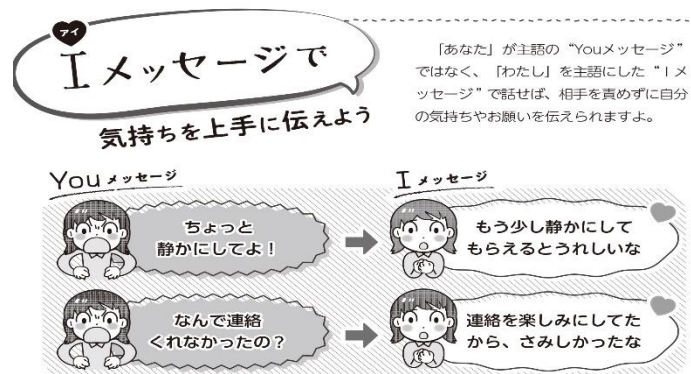 アイ
Iメッセージで
気持ちを上手に伝えよう
「あなた」が主語の“Youメッセージ”
ではなく、「わたし」を主語にした“Iメ
ッセージ”で話せば、相手を責めずに自分
の気持ちやお願いを伝えられますよ。
Youメッセージ
ちょっと
静かにしてよ！
なんで連絡
くれなかったの？
Iメッセージ
もう少し静かにして
もらえるとうれしいな
連絡を楽しみにしてた
から、さみしかったな